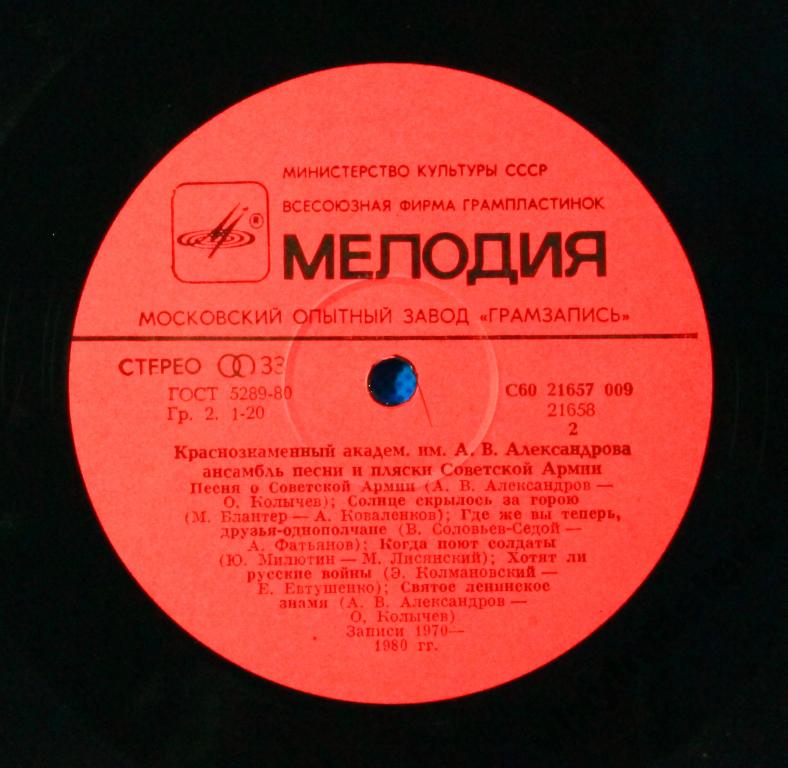 МИНИСТЕРСТВО КУЛЬТУРЫ СССР
ВСЕСОЮЗНАЯ ФИРМА ГРАМПЛАСТИНОК
®
МЕЛОДИЯ
МОСКОВСКИЙ ОПЫТНЫЙ ЗАВОД «ГРАМЗАПИСЬ»
СТЕРЕО 33
ГОСТ 5289-80
Гр. 2. 1-20
С60 21657 009
21658
2
Краснознаменный академ. им. А. В. Александрова
ансамбль песни и пляски Советской Армии
Песня о Советской Армии (А. В. Александров —
О. Колычев); Солнце скрылось за горою
(М. Блантер — А. Коваленков); Где же вы теперь,
друзья-однополчане (В. Соловьев-Седой —
А. Фатьянов); Когда поют солдаты
(Ю. Милютин — М. Лисянский); Хотят ли
русские войны (Э. Колмановский —
Е. Евтушенко); Святое ленинское
знамя (А. В. Александров —
О. Колычев)
Записи 1970—
1980 гг.